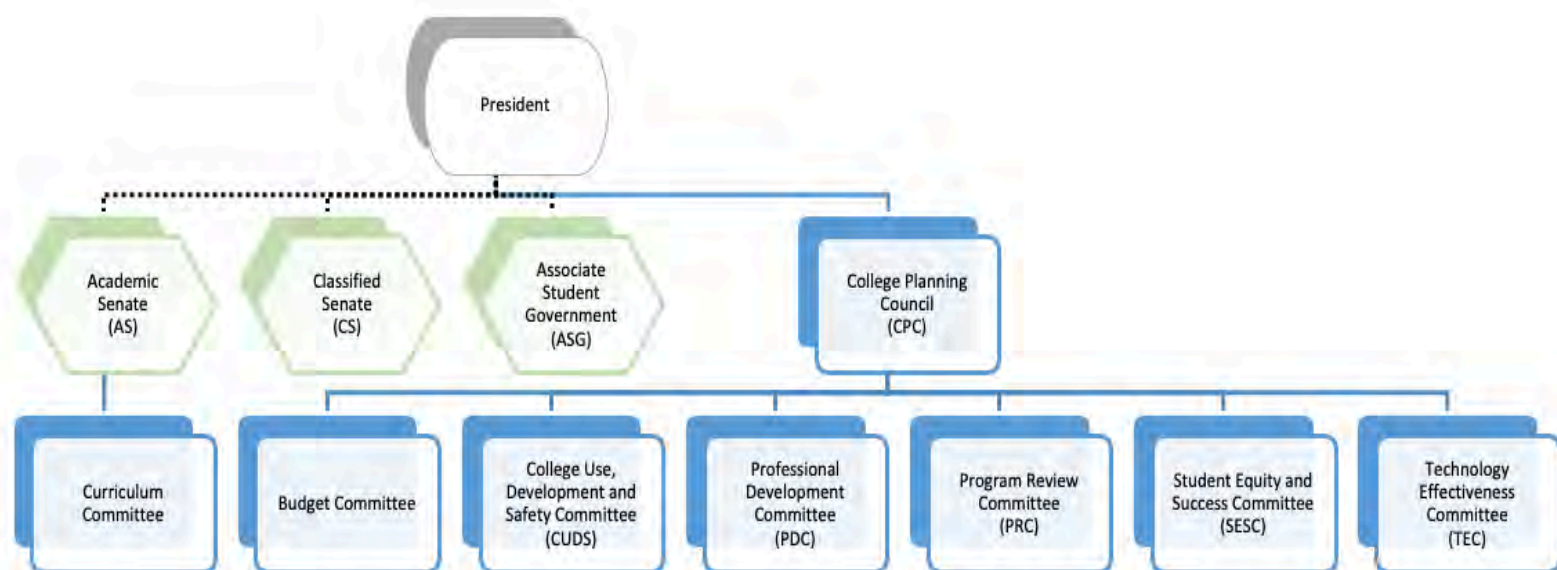 President
Academic
Senate
(AS)
Classified
Senate
(CS)
Associate
Student
Government
(ASG)
College Planning
Council
(CPC)
Curriculum
Committee
Budget Committee
College Use,
Development and
Safety Committee
(CUDS)
Professional
Development
Committee
(PDC)
Program Review
Committee
(PRC)
Student Equity and
Success Committee
(SESC)
Technology
Effectiveness
Committee
(TEC)